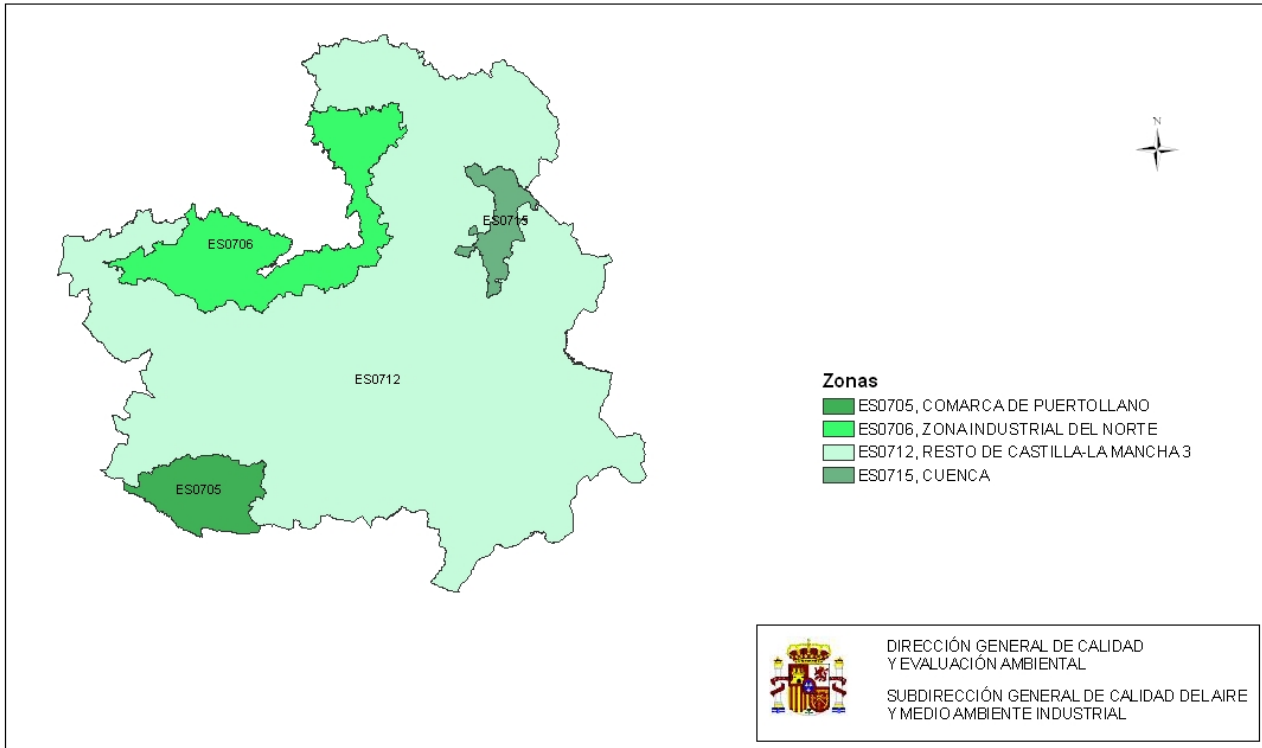 N
ES0715
ES0706
ES0712
ES0705
Zonas
ES0705, COMARCA DE PUERTOLLANO
ES0706, ZONA INDUSTRIAL DEL NORTE
ES0712, RESTO DE CASTILLA-LA MANCHA 3
ES0715, CUENCA
DIRECCIÓN GENERAL DE CALIDAD
Y EVALUACIÓN AMBIENTAL
SUBDIRECCIÓN GENERAL DE CALIDAD DEL AIRE
Y MEDIO AMBIENTE INDUSTRIAL